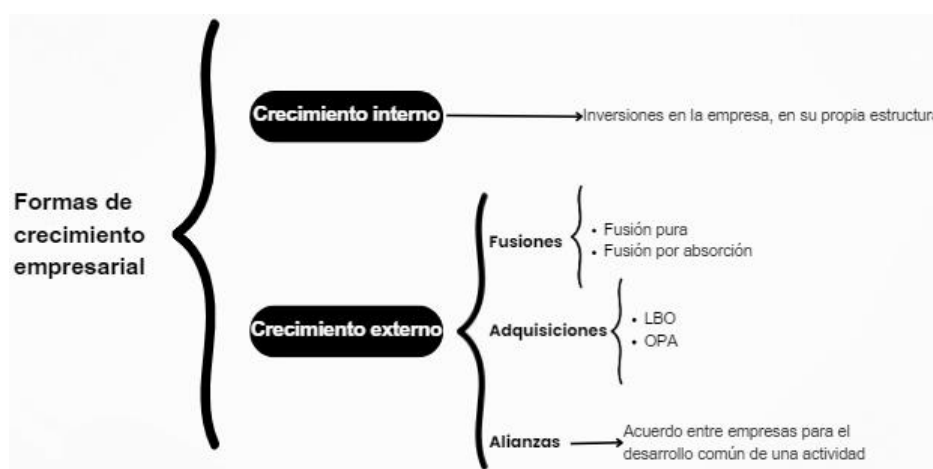 Formas de
crecimiento
empresarial
Crecimiento interno
Inversiones en la empresa, en su propia estructura
Crecimiento externo
Fusiones
• Fusión pura
• Fusión por absorción
Adquisiciones
• LBO
• OPA
Alianzas
Acuerdo entre empresas para el
desarrollo común de una actividad